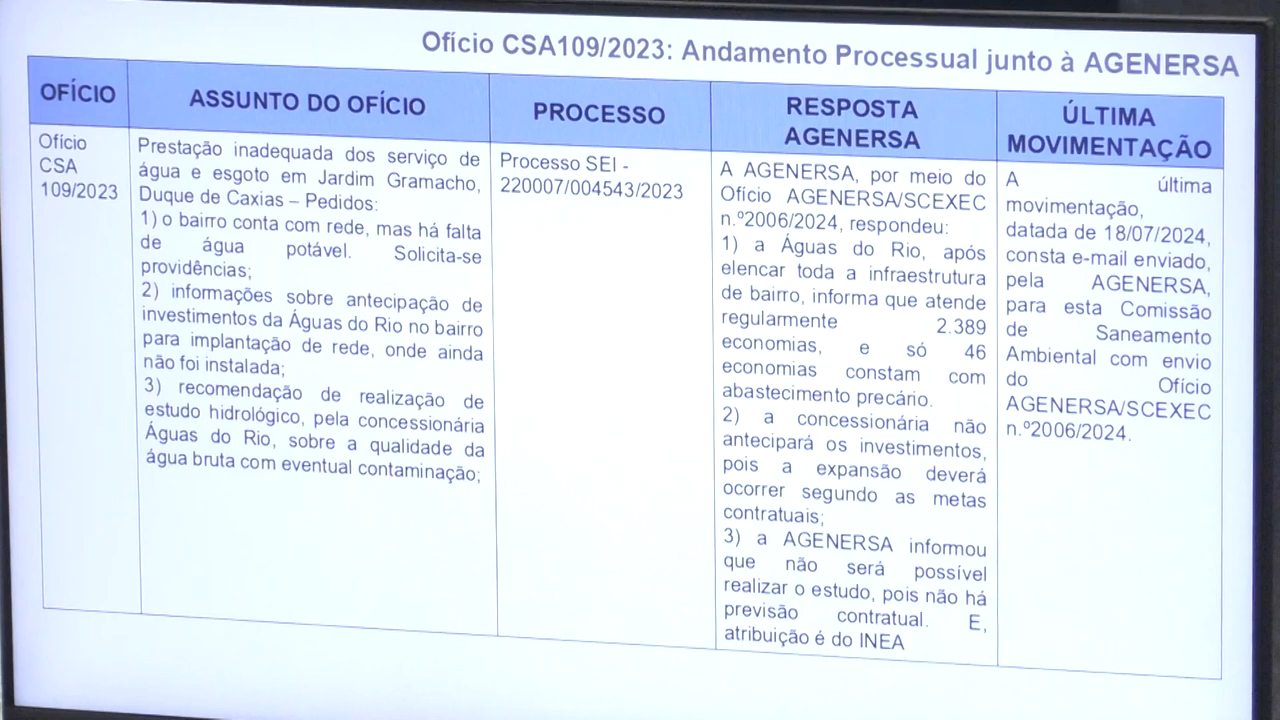 Ofício CSA109/2023: Andamento Processual junto à AGENERSA
OFÍCIO
ASSUNTO DO OFÍCIO
PROCESSO
RESPOSTA
AGENERSA
ÚLTIMA
MOVIMENTAÇÃO
Ofício
CSA
109/2023
Prestação inadequada dos serviço de
água e esgoto em Jardim Gramacho,
Duque de Caxias – Pedidos:
1) o bairro conta com rede, mas há falta
de água potável. Solicita-se
providências;
2) informações sobre antecipação de
investimentos da Águas do Rio no bairro
para implantação de rede, onde ainda
não foi instalada;
3) recomendação de realização de
estudo hidrológico, pela concessionária
Águas do Rio, sobre a qualidade da
água bruta com eventual contaminação;
Processo SEI -
220007/004543/2023
A AGENERSA, por meio do
Ofício AGENERSA/SCEXEC
n.º2006/2024, respondeu:
1) a Águas do Rio, após
elencar toda a infraestrutura
de bairro, informa que atende
regularmente 2.389
economias, e só 46
economias constam com
abastecimento precário.
2) a concessionária não
antecipará os investimentos,
pois a expansão deverá
ocorrer segundo as metas
contratuais;
3) a AGENERSA informou
que não será possível
realizar o estudo, pois não há
previsão contratual. E,
atribuição é do INEA
A última
movimentação,
datada de 18/07/2024,
consta e-mail enviado,
pela AGENERSA,
para esta Comissão
de Saneamento
Ambiental com envio
do Ofício
AGENERSA/SCEXEC
n.º2006/2024.